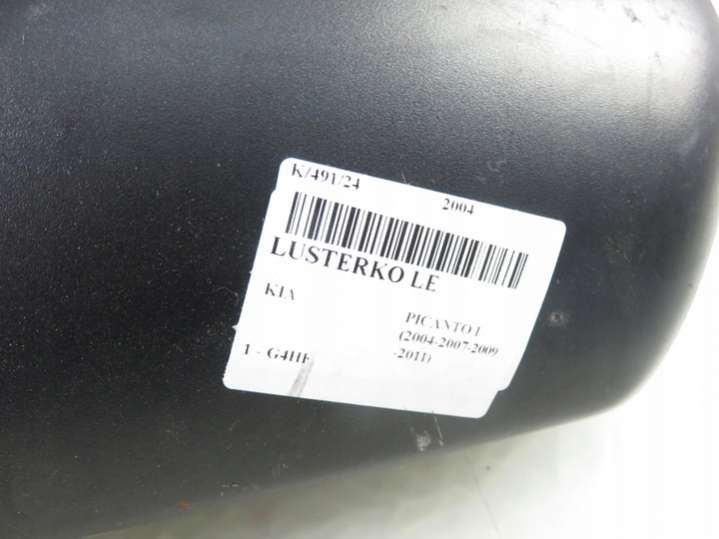 K/491/24 2004
LUSTERKO LE
KIA
PICANTO I
(2004-2007-2009
-2011)
1 - G4HE